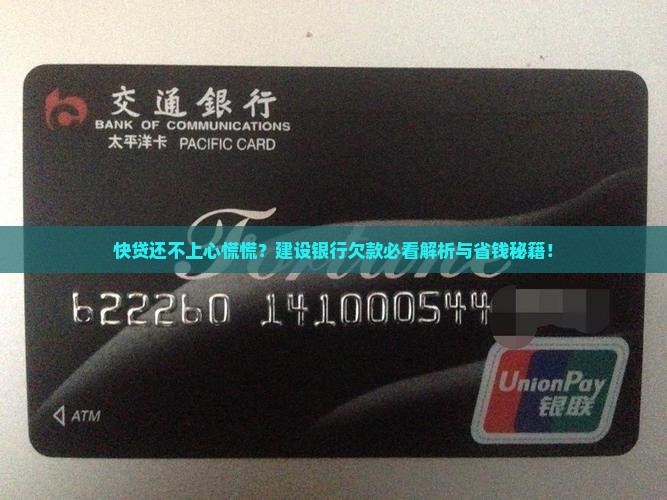 交通銀行
BANK OF COMMUNICATIONS
太平洋卡 PACIFIC CARD
Fortune
快贷还不上心慌慌?建设银行欠款必看解析与省钱秘籍!
622260 141000544
UnionPay
银联
ATM